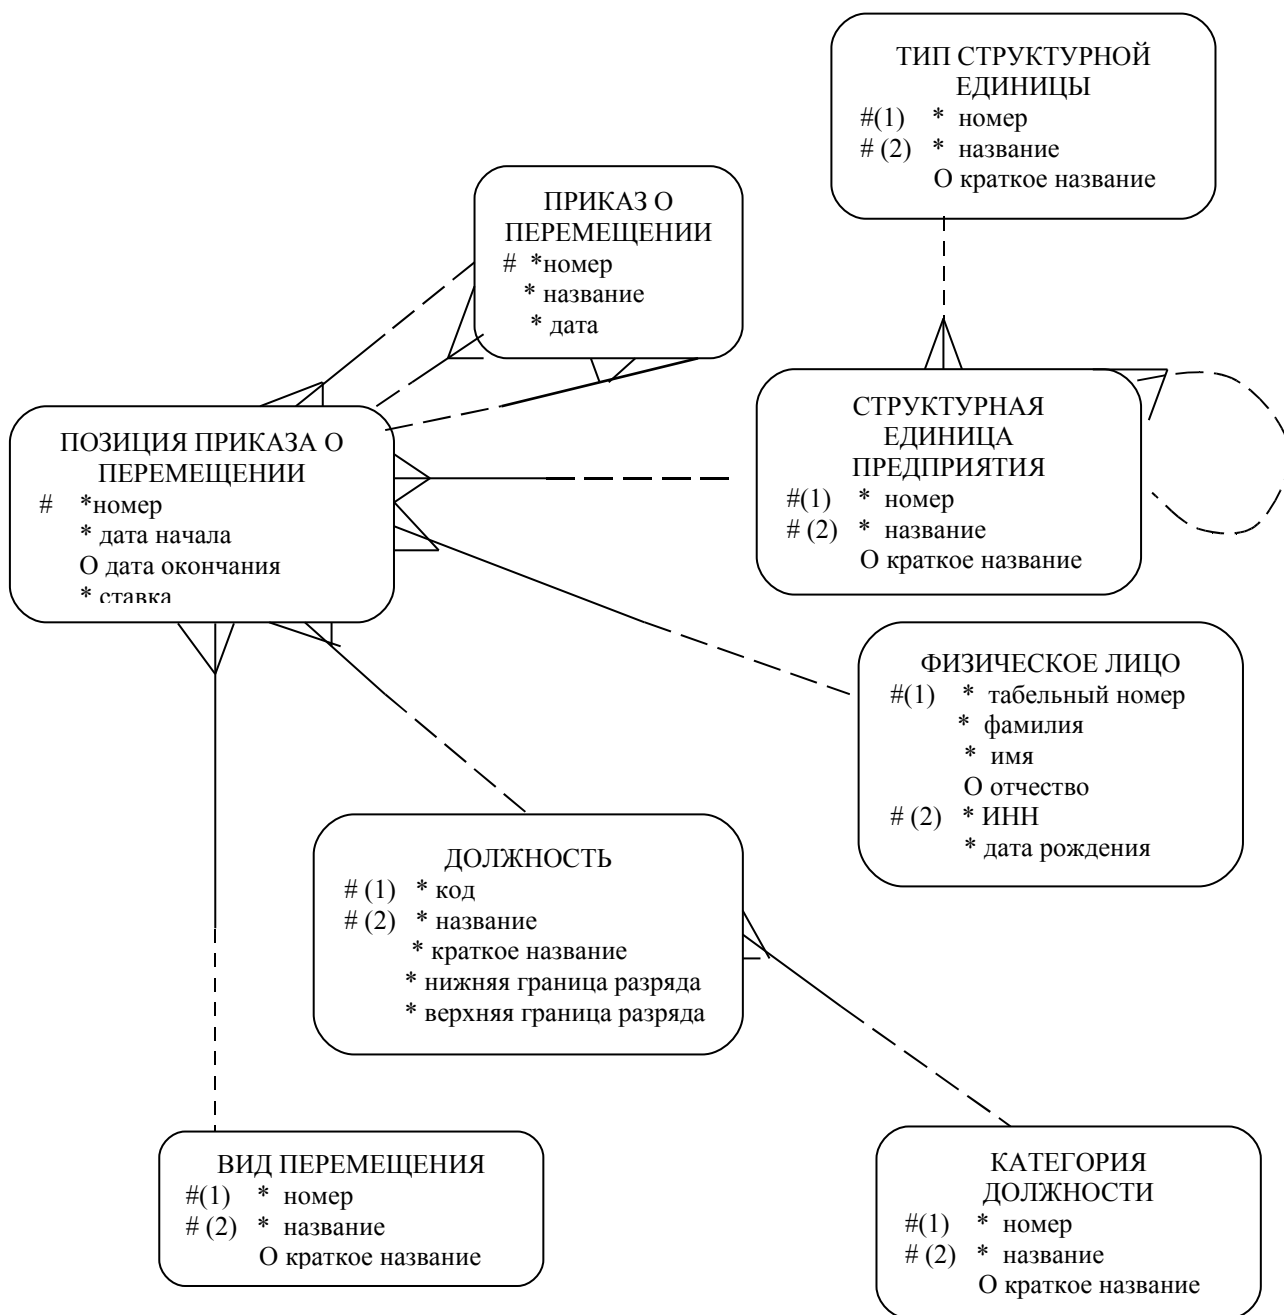 ТИП СТРУКТУРНОЙ
ЕДИНИЦЫ
#(1) * номер
# (2) * название
О краткое название
ПРИКАЗ О
ПЕРЕМЕЩЕНИИ
# *номер
* название
* дата
СТРУКТУРНАЯ
ЕДИНИЦА
ПРЕДПРИЯТИЯ
#(1) * номер
# (2) * название
О краткое название
ПОЗИЦИЯ ПРИКАЗА О
ПЕРЕМЕЩЕНИИ
# *номер
* дата начала
О дата окончания
* ставка
ФИЗИЧЕСКОЕ ЛИЦО
#(1) * табельный номер
* фамилия
* имя
О отчество
# (2) * ИНН
* дата рождения
ДОЛЖНОСТЬ
# (1) * код
# (2) * название
* краткое название
* нижняя граница разряда
* верхняя граница разряда
ВИД ПЕРЕМЕЩЕНИЯ
#(1) * номер
# (2) * название
О краткое название
КАТЕГОРИЯ
ДОЛЖНОСТИ
#(1) * номер
# (2) * название
О краткое название